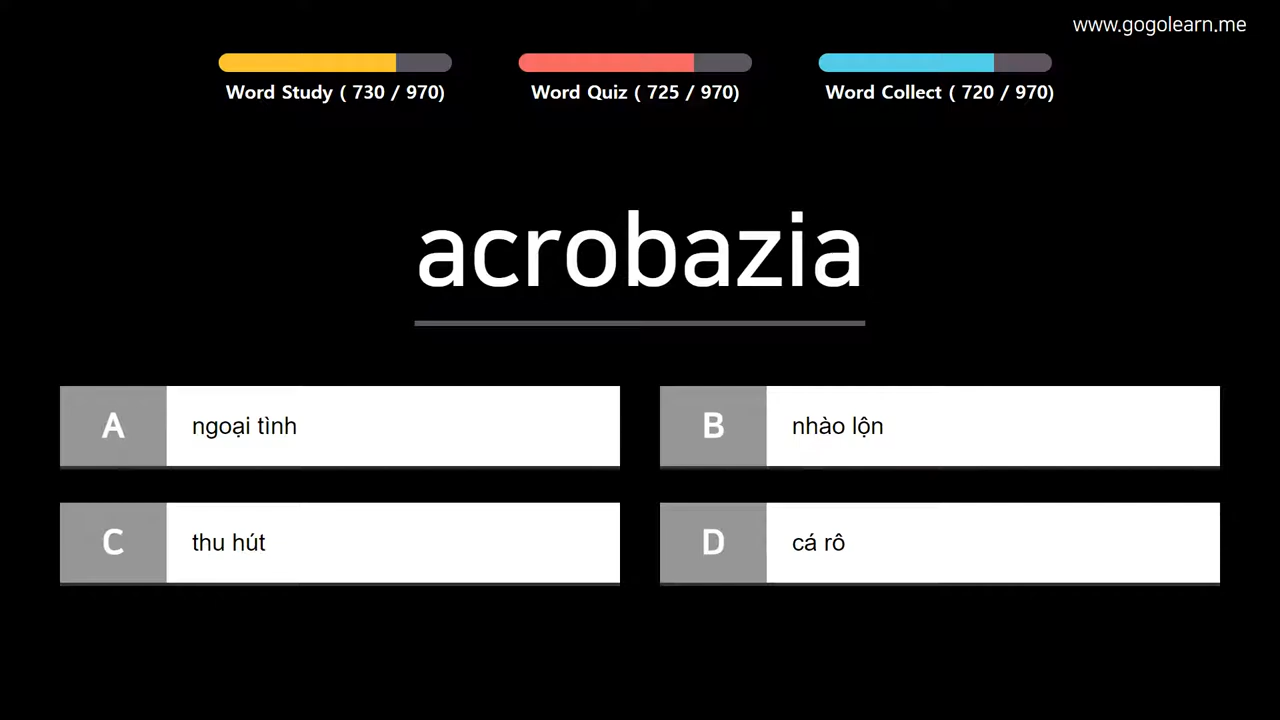 www.gogolearn.me
Word Study ( 730 / 970)
Word Quiz ( 725 / 970)
Word Collect ( 720 / 970)
acrobazia
A ngoại tình
B nhào lộn
C thu hút
D cá rô